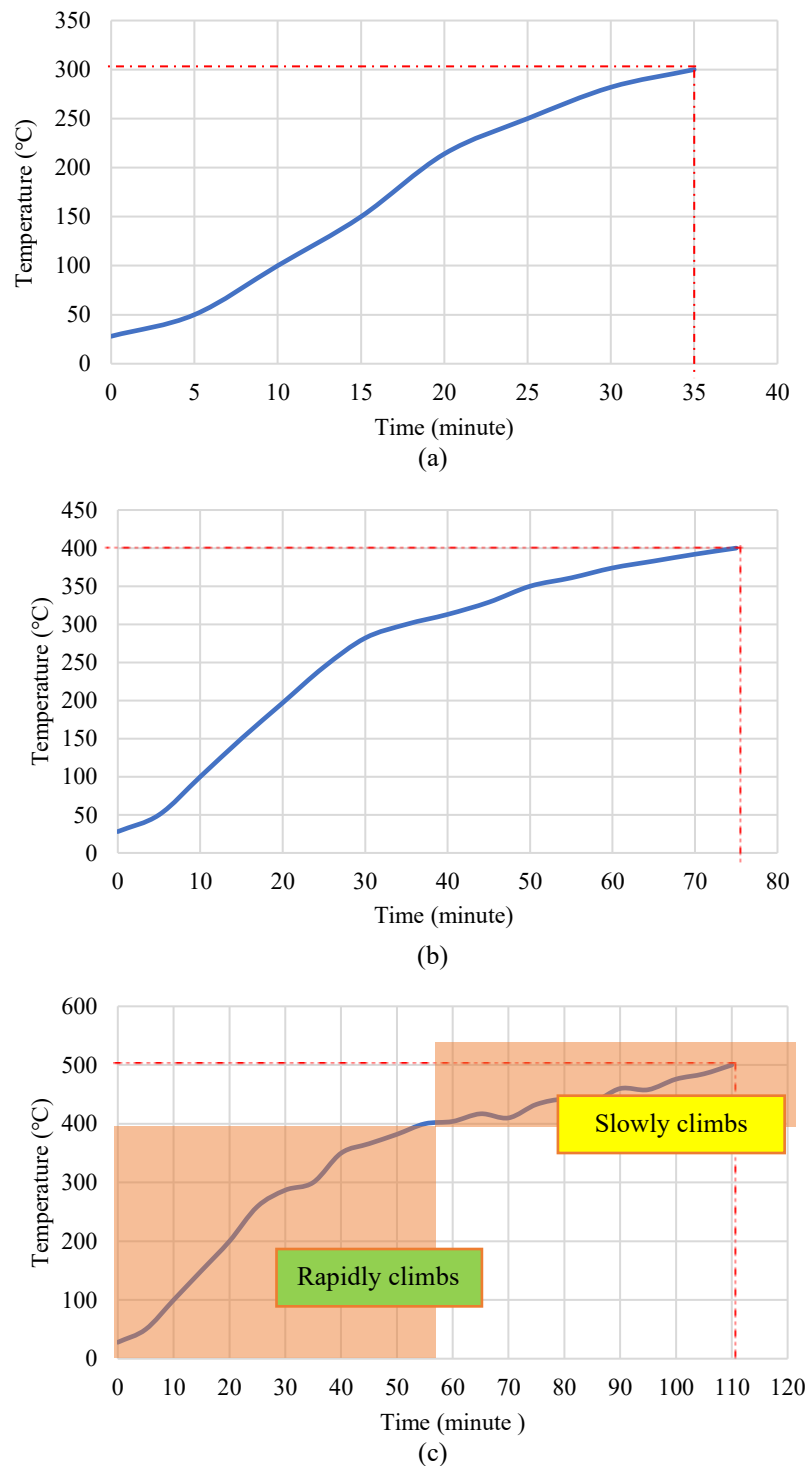 350
300
250
200
150
100
50
0
Temperature (°C)
0 5 10 15 20 25 30 35 40
Time (minute)
(a)
450
400
350
300
250
200
150
100
50
0
Temperature (°C)
0 10 20 30 40 50 60 70 80
Time (minute)
(b)
600
500
400
300
200
100
0
Temperature (°C)
Slowly climbs
Rapidly climbs
0 10 20 30 40 50 60 70 80 90 100 110 120
Time (minute )
(c)